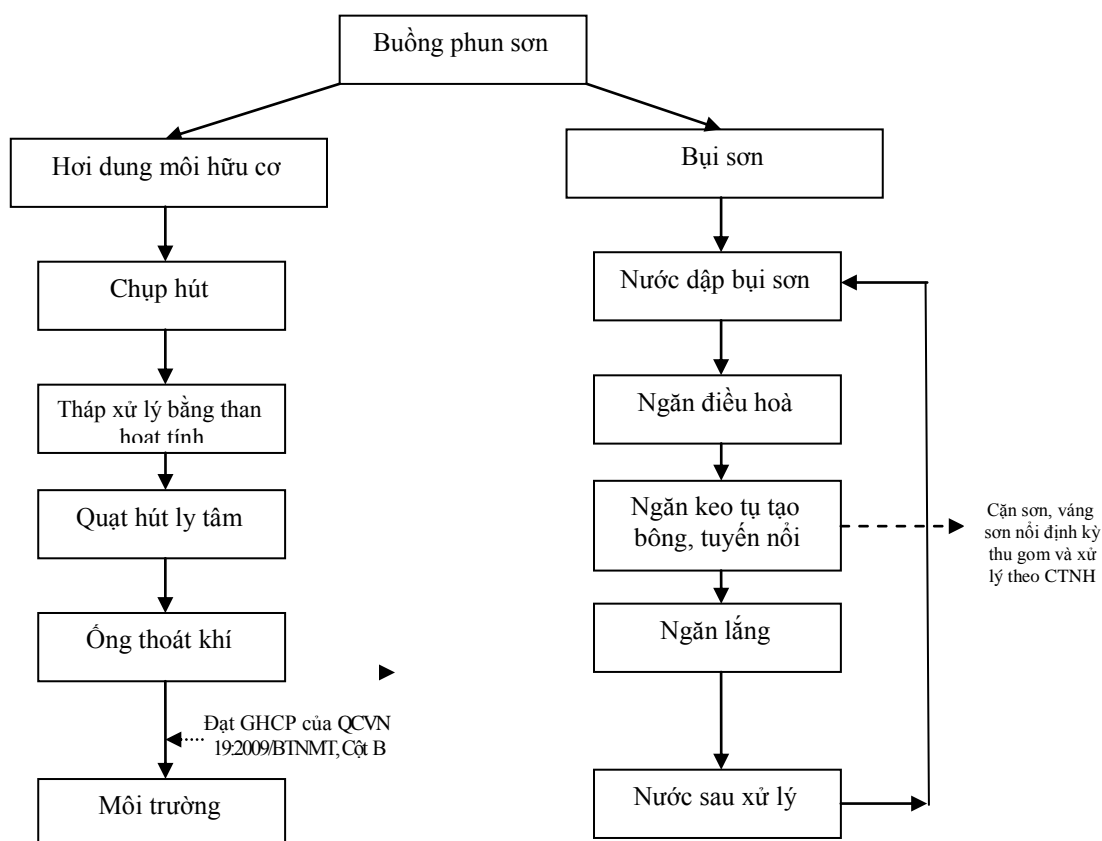 Buồng phun sơn
Hơi dung môi hữu cơ
Chụp hút
Tháp xử lý bằng than
hoạt tính
Quạt hút ly tâm
Ống thoát khí
Đạt GHCP của QCVN
19:2009/BTNMT, Cột B
Môi trường
Bụi sơn
Nước dập bụi sơn
Ngăn điều hoà
Ngăn keo tụ tạo
bông, tuyến nổi
Cặn sơn, váng
sơn nổi định kỳ
thu gom và xử
lý theo CTNH
Ngăn lắng
Nước sau xử lý